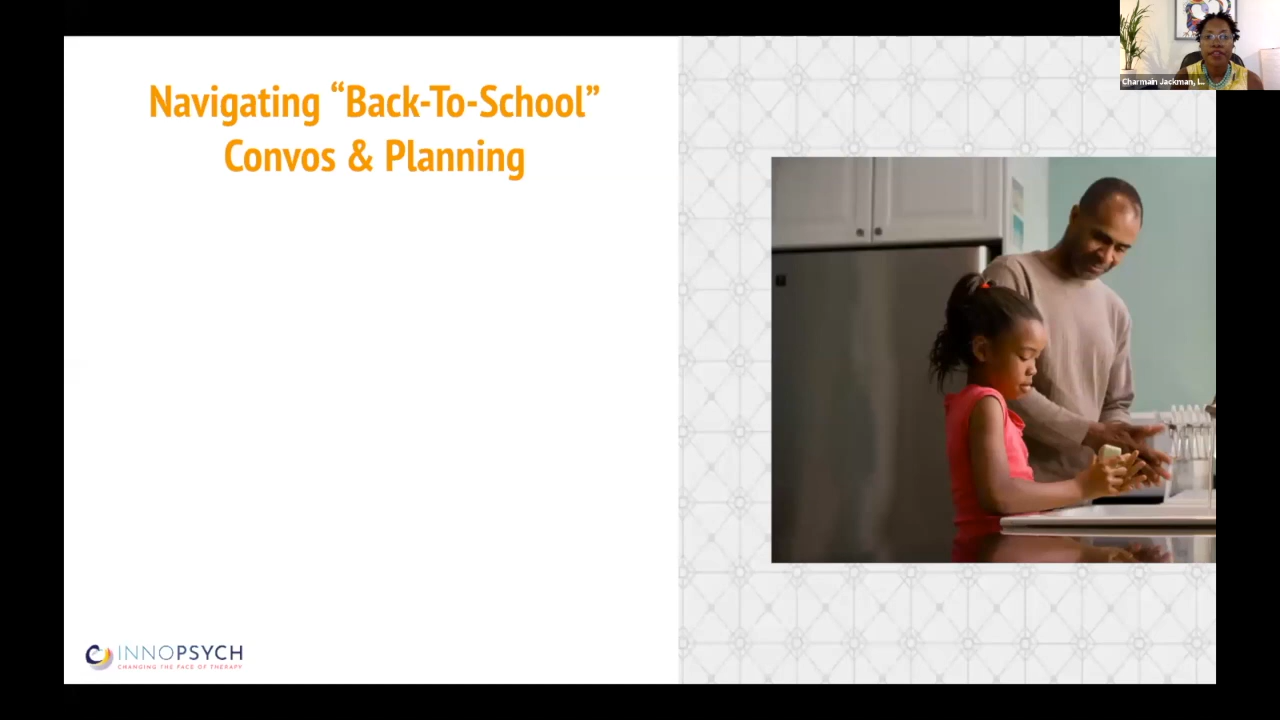 Navigating “Back-To-School”
Convos & Planning
Charmain Jackman, L...
INNOPSYCH
CHANGING THE FACE OF THERAPY